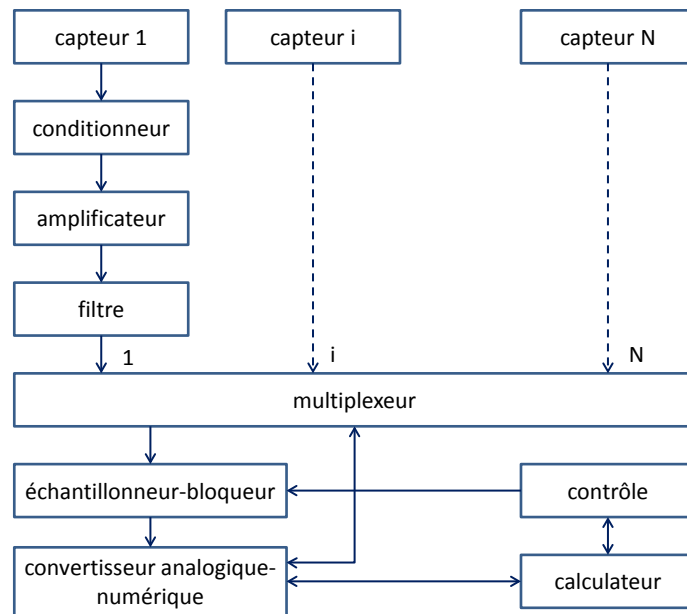 capteur 1
capteur i
capteur N
conditionneur
amplificateur
filtre
1
i
N
multiplexeur
échantillonneur-bloqueur
contrôle
convertisseur analogique-
numérique
calculateur